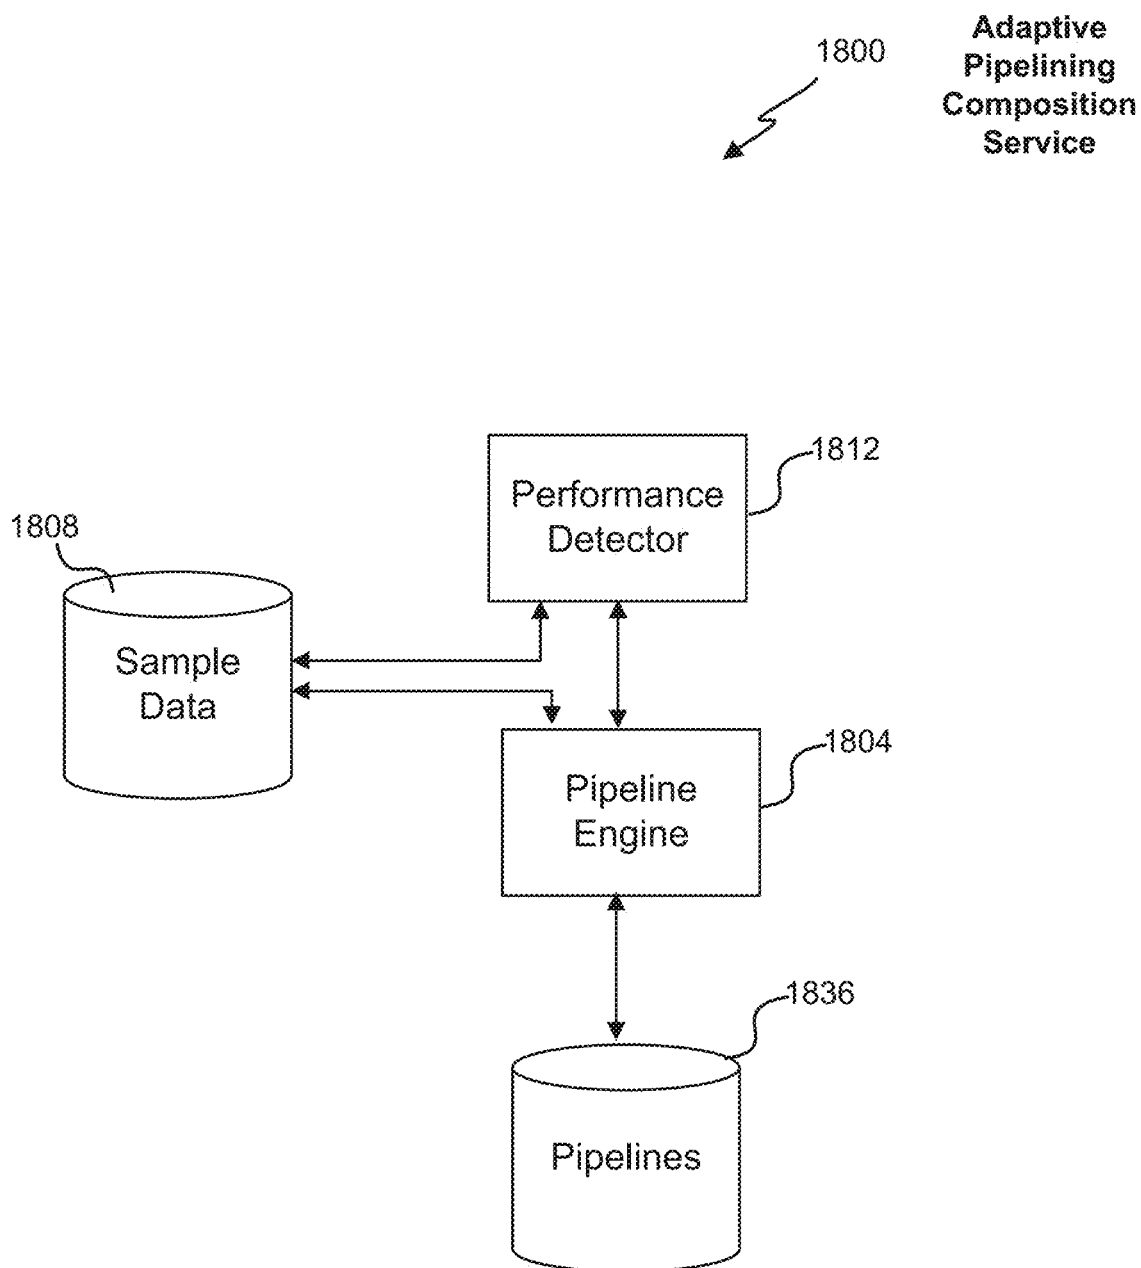 1800
Adaptive
Pipelining
Composition
Service
1812
Performance
Detector
1808
Sample
Data
1804
Pipeline
Engine
1836
Pipelines